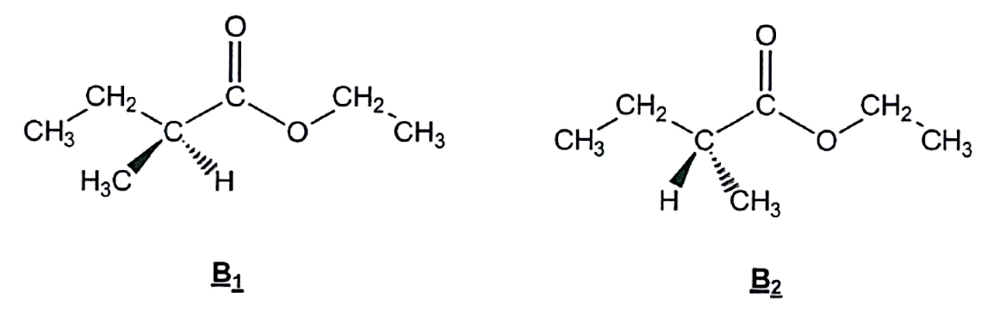 O O
CH₂ C CH₂ CH₂ C CH₂
CH₃ C O CH₃ CH₃ C O CH₃
H₃C H H CH₃
B₁ B₂